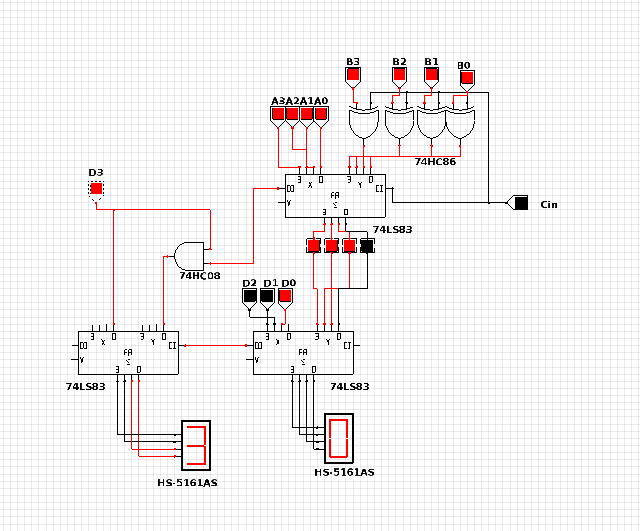 B3 B2 B1 B0
A3 A2 A1 A0
74HC86
D3
3 0 3 0
X Y
CO CI
FA
Σ
V
3 0
Cin
74LS83
74HC08
D2 D1 D0
3 0 3 0
X Y
CO CI
FA
Σ
V
3 0
74LS83
3 0 3 0
X Y
CO CI
FA
Σ
V
3 0
74LS83
3
HS-5161AS
0
HS-5161AS